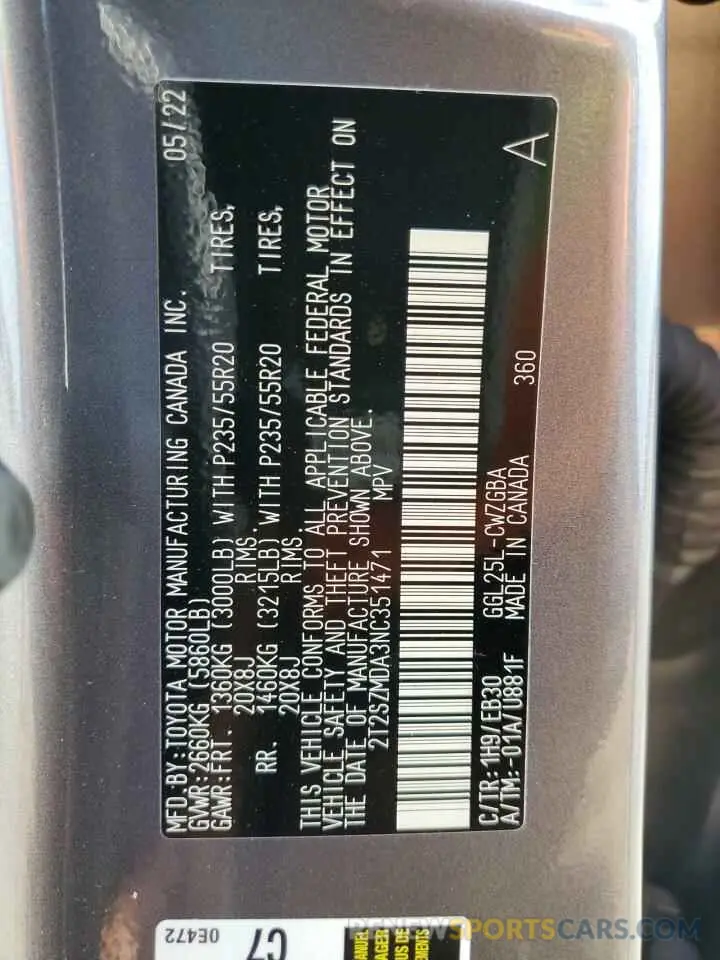 MFD.BY:TOYOTA MOTOR MANUFACTURING CANADA INC. 05/22
GVWR:2660KG (5860LB)
GAWR:FRT. 1360KG (3000LB) WITH P235/55R20 TIRES,
20X8J RIMS.
RR. 1460KG (3215LB) WITH P235/55R20 TIRES,
20X8J RIMS.
THIS VEHICLE CONFORMS TO ALL APPLICABLE FEDERAL MOTOR
VEHICLE SAFETY AND THEFT PREVENTION STANDARDS IN EFFECT ON
THE DATE OF MANUFACTURE SHOWN ABOVE.
2T2SZMDA3NC351471 MPV
C/TR:1H9/EB30 GGL25L-CWZGBA
A/TM:-01A/U881F MADE IN CANADA 360
A
0E472
C7
RENEWSPORTSCARS.COM